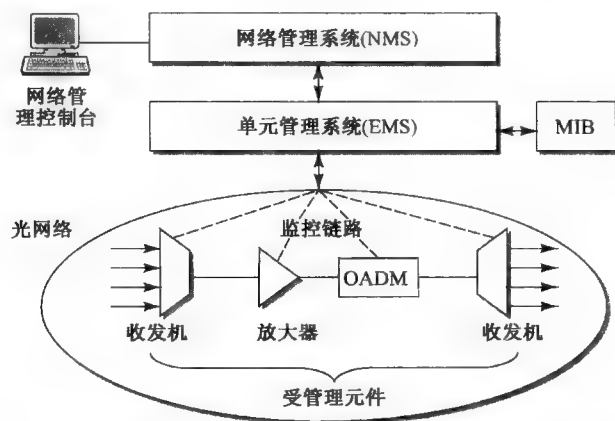 网络管理系统(NMS)
网络管
理控制台
单元管理系统(EMS)
MIB
光网络
监控链路
OADM
收发机
放大器
收发机
受管理元件